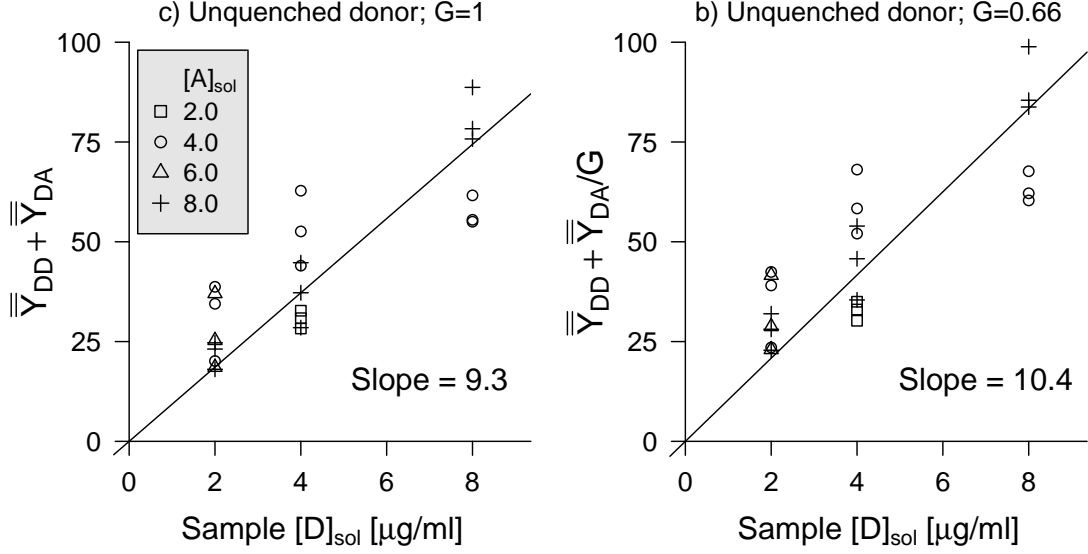 c) Unquenched donor; G=1
100
75
50
25
0
Y̿DD + Y̿DA
[A]sol
2.0
4.0
6.0
8.0
Slope = 9.3
0 2 4 6 8
Sample [D]sol [μg/ml]
b) Unquenched donor; G=0.66
100
75
50
25
0
Y̿DD + Y̿DA/G
Slope = 10.4
0 2 4 6 8
Sample [D]sol [μg/ml]